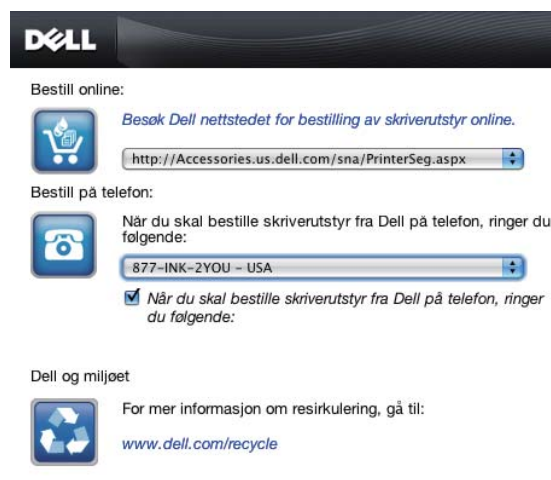 DELL
Bestill online:
Besøk Dell nettstedet for bestilling av skriverutstyr online.
http://Accessories.us.dell.com/sna/PrinterSeg.aspx
Bestill på telefon:
Når du skal bestille skriverutstyr fra Dell på telefon, ringer du
følgende:
877-INK-2YOU - USA
Når du skal bestille skriverutstyr fra Dell på telefon, ringer
du følgende:
Dell og miljøet
For mer informasjon om resirkulering, gå til:
www.dell.com/recycle